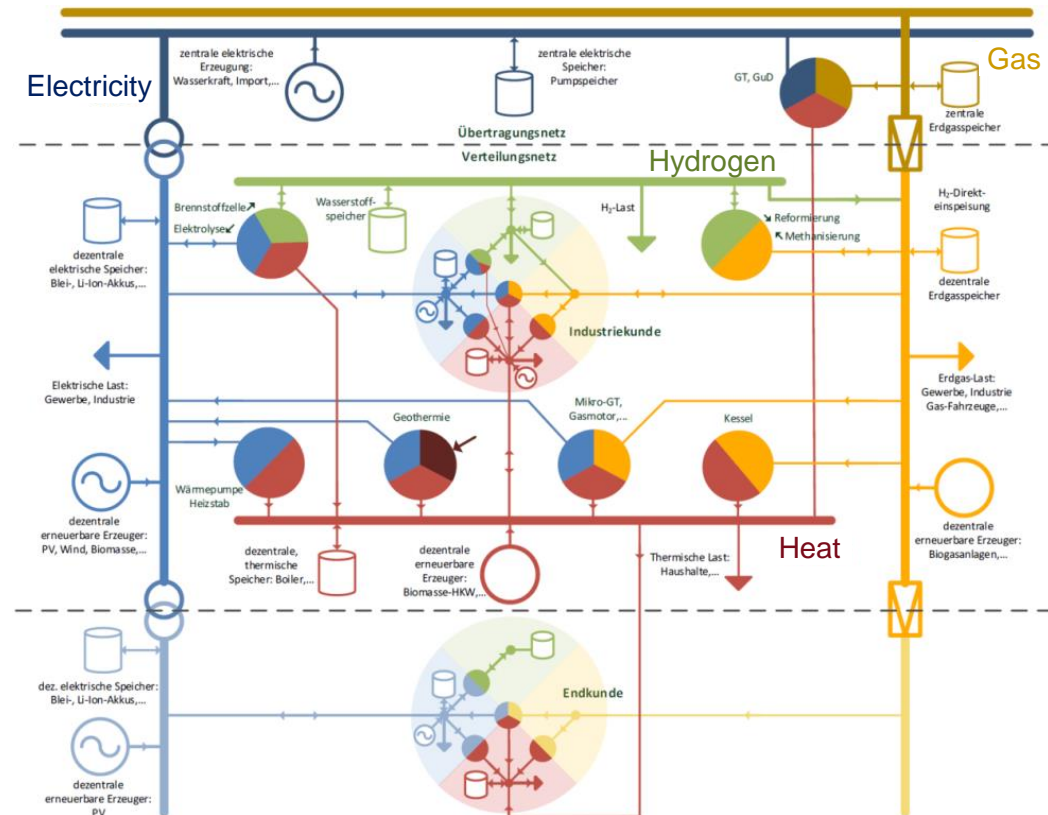 Electricity
zentrale elektrische
Erzeugung:
Wasserkraft, Import,...
zentrale elektrische
Speicher:
Pumpspeicher
GT, GuD
Gas
zentrale
Erdgasspeicher
Übertragungsnetz
Verteilungsnetz
Hydrogen
dezentrale
elektrische Speicher:
Blei-, Li-Ion-Akkus,...
Brennstoffzelle
Elektrolyse
Wasserstoff-
speicher
H₂-Last
Reformierung
Methanisierung
H₂-Direkt-
einspeisung
dezentrale
Erdgasspeicher
Industriekunde
Elektrische Last:
Gewerbe, Industrie
Erdgas-Last:
Gewerbe, Industrie
Gas-Fahrzeuge,...
Wärmepumpe
Heizstab
Geothermie
Mikro-GT,
Gasmotor,...
Kessel
dezentrale
erneuerbare Erzeuger:
PV, Wind, Biomasse,...
dezentrale,
thermische
Speicher: Boiler,...
dezentrale
erneuerbare
Erzeuger:
Biomasse-HKW,...
Thermische Last:
Haushalte,...
Heat
dezentrale
erneuerbare Erzeuger:
Biogasanlagen,...
dez. elektrische Speicher:
Blei-, Li-Ion-Akkus,...
Endkunde
dezentrale
erneuerbare Erzeuger:
PV